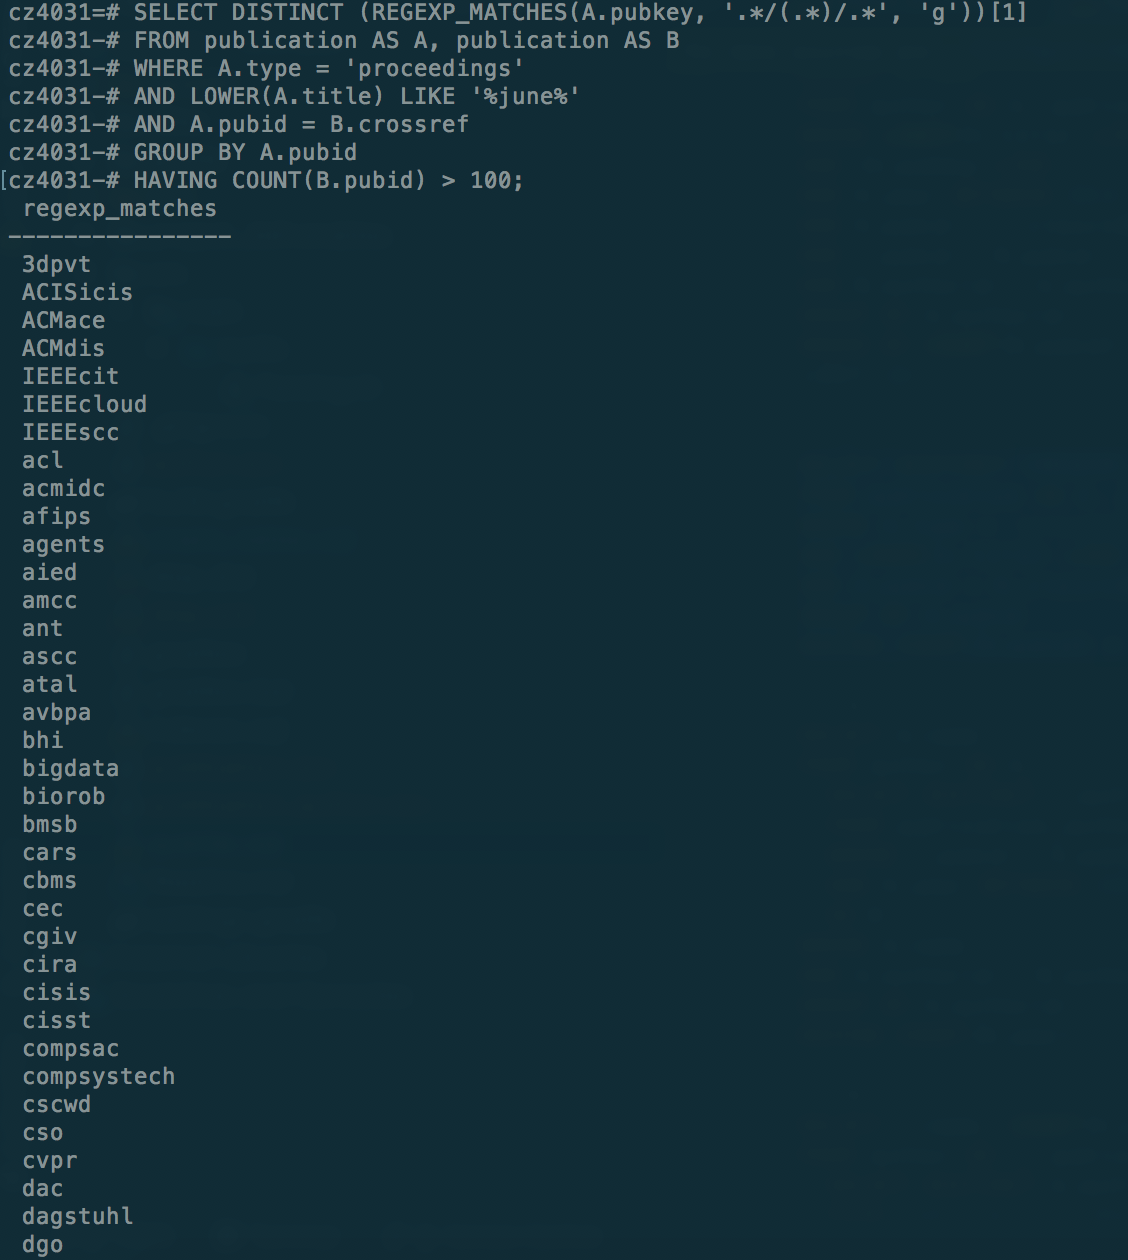 cz4031=# SELECT DISTINCT (REGEXP_MATCHES(A.pubkey, '.*/(.*)/.*', 'g'))[1]
cz4031-# FROM publication AS A, publication AS B
cz4031-# WHERE A.type = 'proceedings'
cz4031-# AND LOWER(A.title) LIKE '%june%'
cz4031-# AND A.pubid = B.crossref
cz4031-# GROUP BY A.pubid
[cz4031-# HAVING COUNT(B.pubid) > 100;
regexp_matches
----------------
3dpvt
ACISicis
ACMace
ACMdis
IEEEcit
IEEEcloud
IEEEscc
acl
acmidc
afips
agents
aied
amcc
ant
ascc
atal
avbpa
bhi
bigdata
biorob
bmsb
cars
cbms
cec
cgiv
cira
cisis
cisst
compsac
compsystech
cscwd
cso
cvpr
dac
dagstuhl
dgo